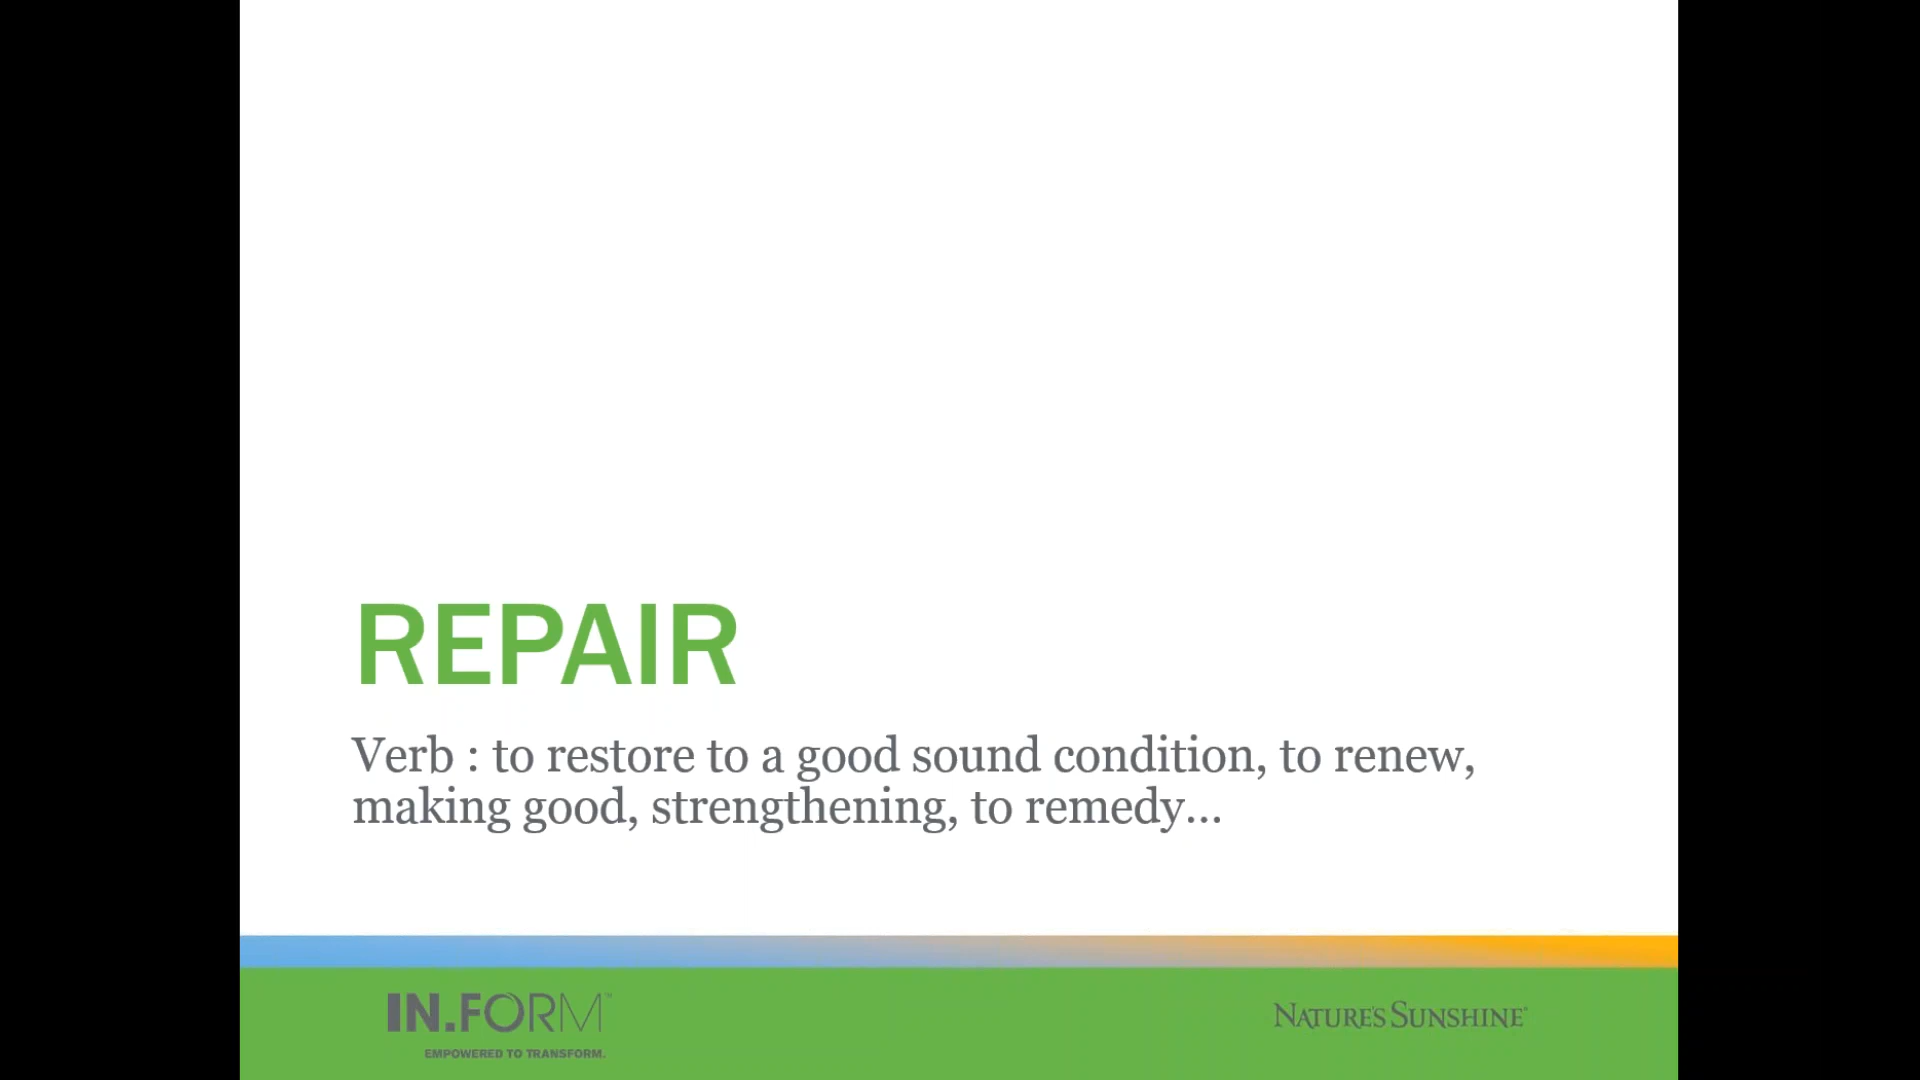 REPAIR
Verb : to restore to a good sound condition, to renew,
making good, strengthening, to remedy...
IN.FORM™
EMPOWERED TO TRANSFORM.
NATURE'S SUNSHINE®